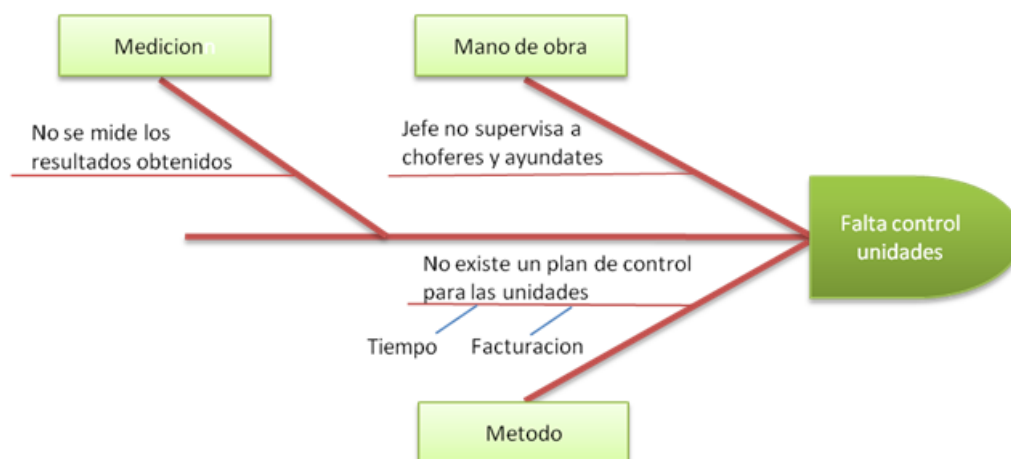 Medicionn
Mano de obra
No se mide los
resultados obtenidos
Jefe no supervisa a
choferes y ayundates
Falta control
unidades
No existe un plan de control
para las unidades
Tiempo
Facturacion
Metodo